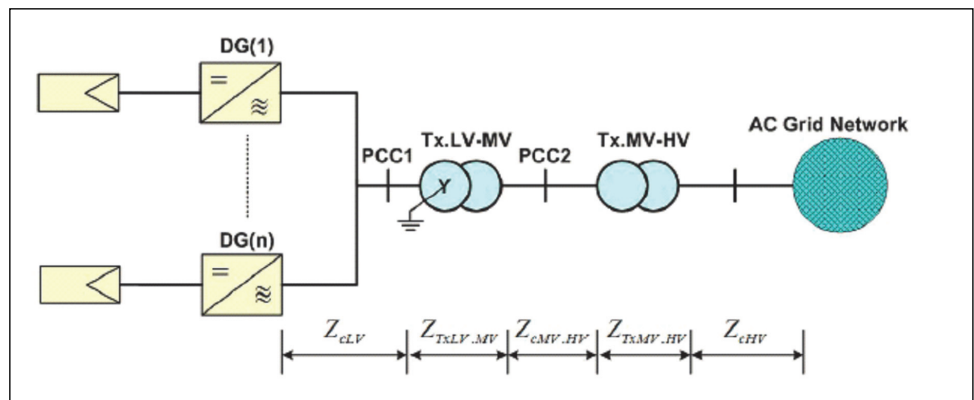 DG(1)
=
≋
PCC1
Tx.LV-MV
Y
PCC2
Tx.MV-HV
AC Grid Network
DG(n)
=
≋
Z_cLV
Z_TxLV.MV
Z_cMV.HV
Z_TxMV.HV
Z_cHV